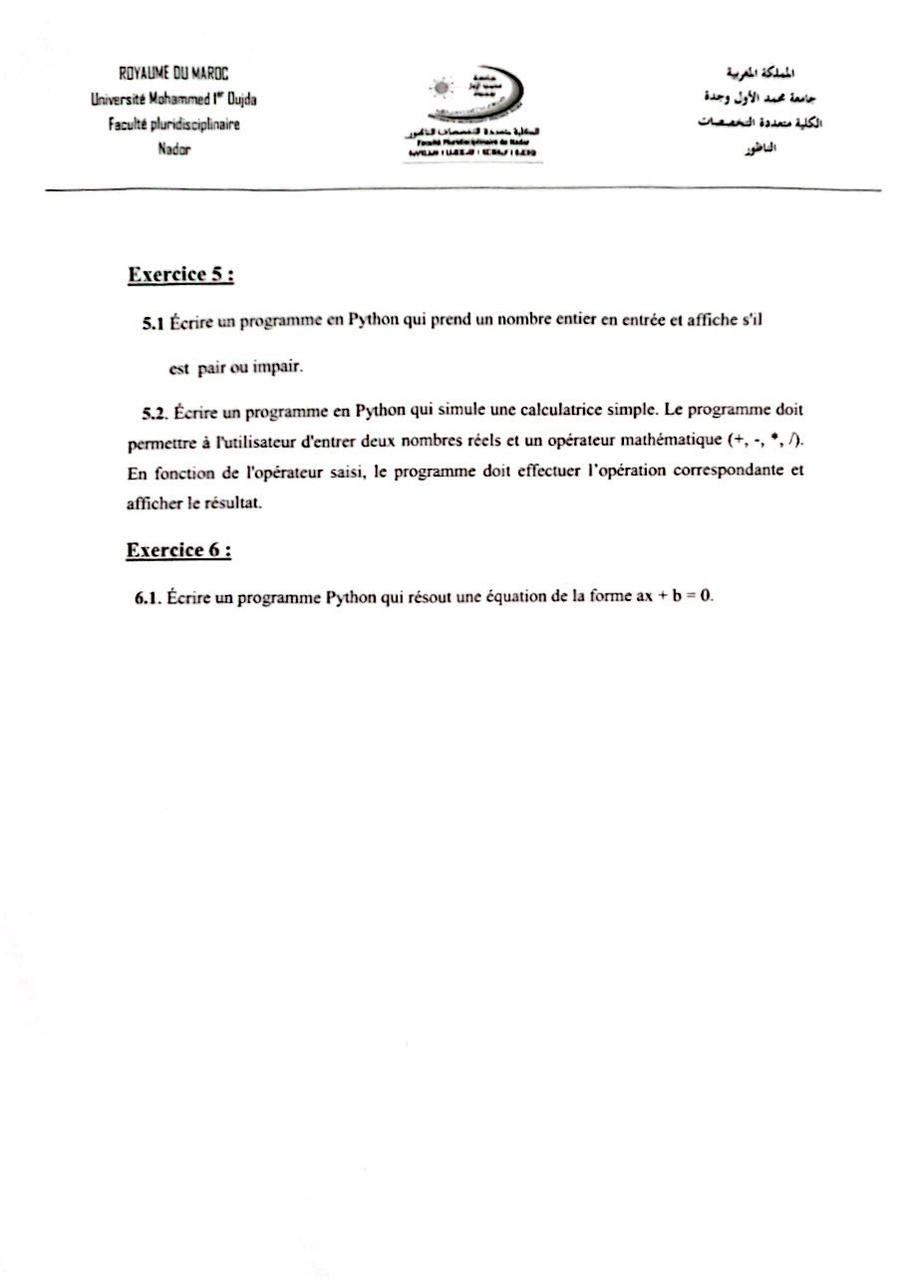 ROYAUME DU MAROC
Université Mohammed I<sup>er</sup> Oujda
Faculté pluridisciplinaire
Nador
الكلية متعددة التخصصات الناظور
Faculté Pluridisciplinaire de Nador
المملكة المغربية
جامعة محمد الأول وجدة
الكلية متعددة التخصصات
الناظور
Exercice 5 :
5.1 Écrire un programme en Python qui prend un nombre entier en entrée et affiche s'il
est pair ou impair.
5.2. Écrire un programme en Python qui simule une calculatrice simple. Le programme doit
permettre à l'utilisateur d'entrer deux nombres réels et un opérateur mathématique (+, -, *, /).
En fonction de l'opérateur saisi, le programme doit effectuer l’opération correspondante et
afficher le résultat.
Exercice 6 :
6.1. Écrire un programme Python qui résout une équation de la forme ax + b = 0.